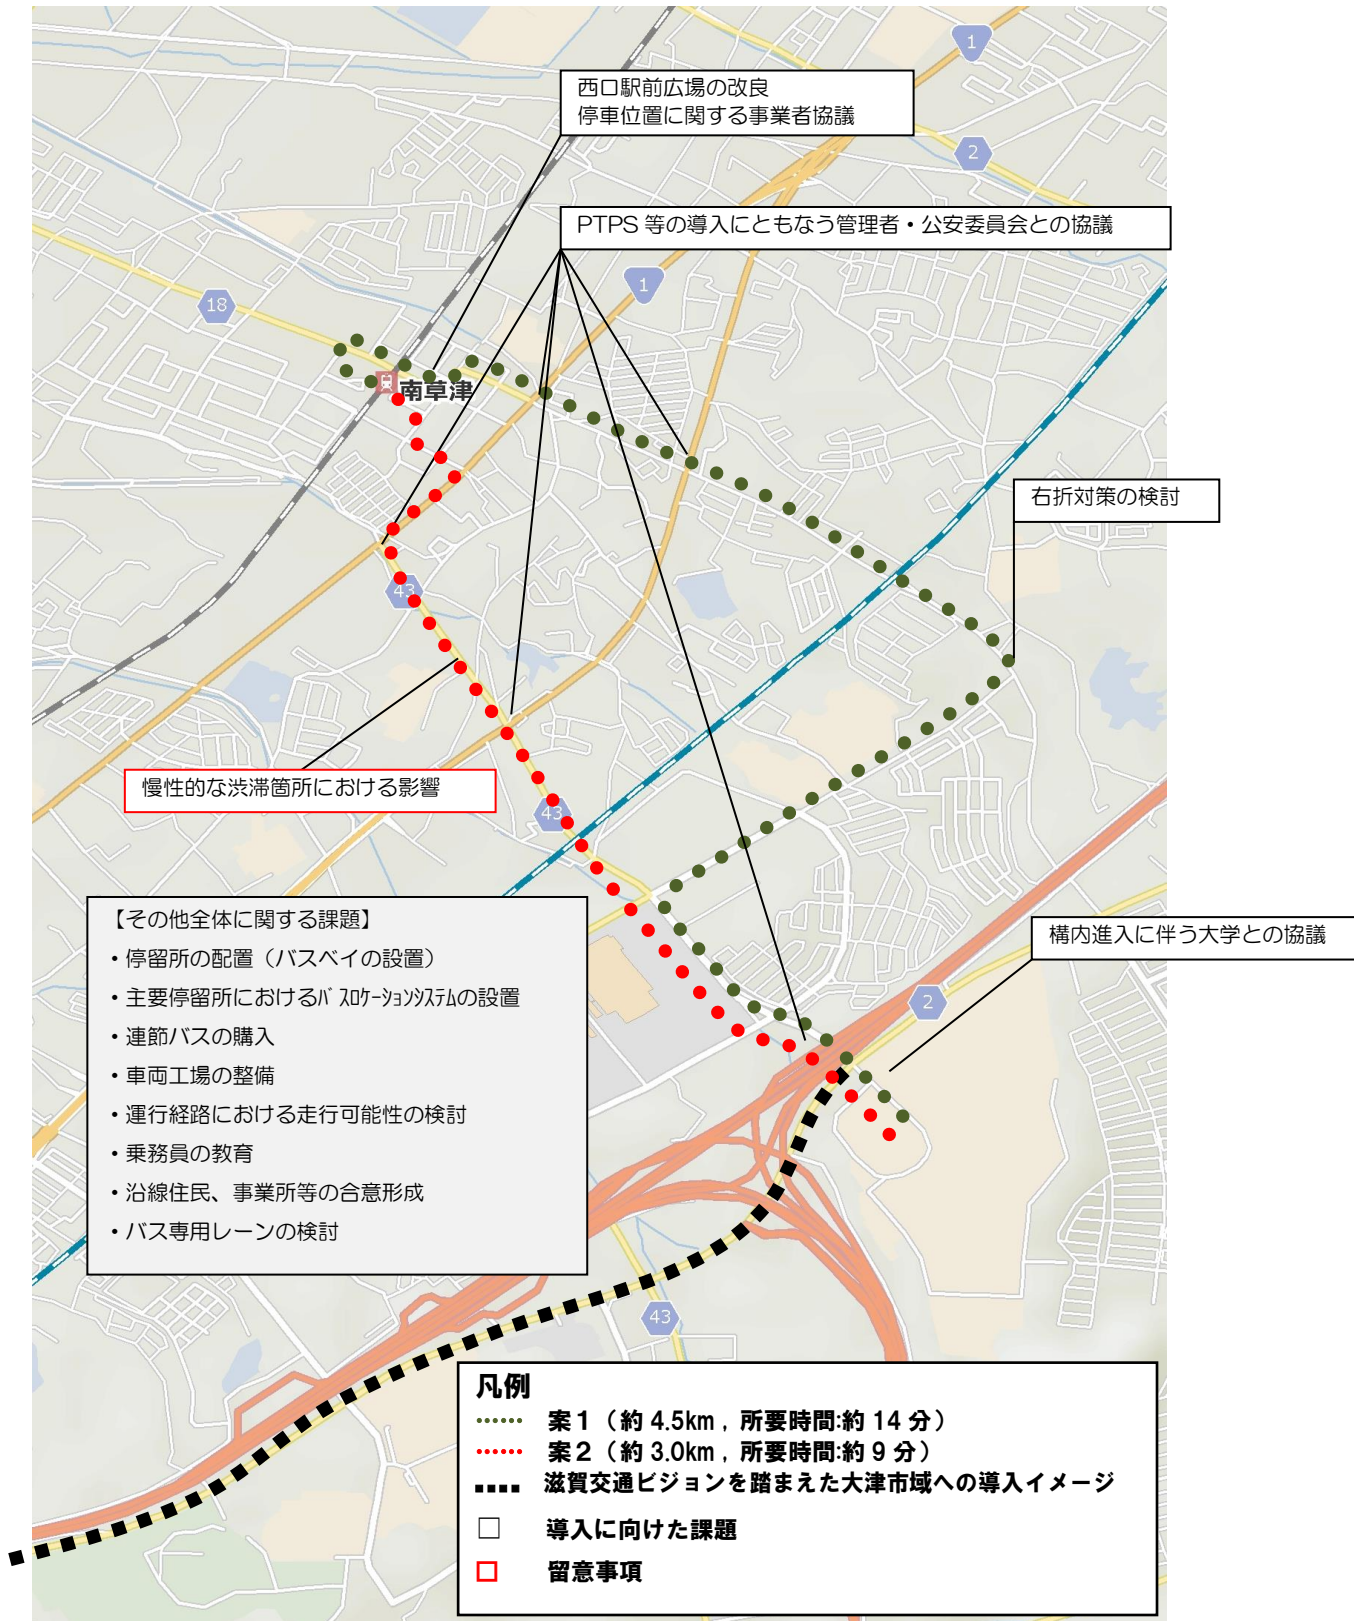 1
西口駅前広場の改良
停車位置に関する事業者協議
2
PTPS 等の導入にともなう管理者・公安委員会との協議
1
18
南草津
右折対策の検討
43
慢性的な渋滞箇所における影響
43
【その他全体に関する課題】
・停留所の配置（バスベイの設置）
・主要停留所におけるﾊﾞｽﾛｹｰｼｮﾝｼｽﾃﾑの設置
・連節バスの購入
・車両工場の整備
・運行経路における走行可能性の検討
・乗務員の教育
・沿線住民、事業所等の合意形成
・バス専用レーンの検討
構内進入に伴う大学との協議
2
43
凡例
案１（約 4.5km , 所要時間:約 14 分）
案２（約 3.0km , 所要時間:約 9 分）
滋賀交通ビジョンを踏まえた大津市域への導入イメージ
導入に向けた課題
留意事項